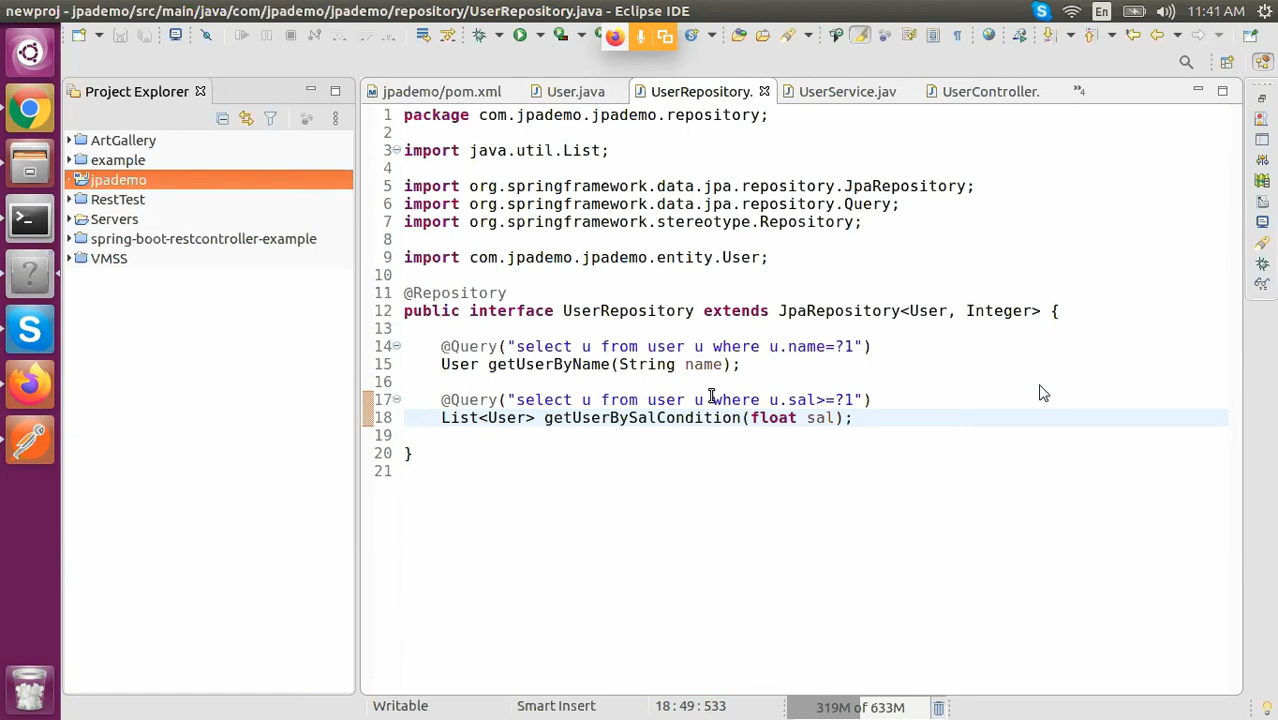 newproj - jpademo/src/main/java/com/jpademo/jpademo/repository/UserRepository.java - Eclipse IDE
En
11:41 AM
Project Explorer
ArtGallery
example
jpademo
RestTest
Servers
spring-boot-restcontroller-example
VMSS
jpademo/pom.xml
User.java
UserRepository.
UserService.jav
UserController.
»4
1 package com.jpademo.jpademo.repository;
2
3 import java.util.List;
4
5 import org.springframework.data.jpa.repository.JpaRepository;
6 import org.springframework.data.jpa.repository.Query;
7 import org.springframework.stereotype.Repository;
8
9 import com.jpademo.jpademo.entity.User;
10
11 @Repository
12 public interface UserRepository extends JpaRepository<User, Integer> {
13
14 @Query("select u from user u where u.name=?1")
15 User getUserByName(String name);
16
17 @Query("select u from user u where u.sal>=?1")
18 List<User> getUserBySalCondition(float sal);
19
20 }
21
Writable
Smart Insert
18 : 49 : 533
319M of 633M